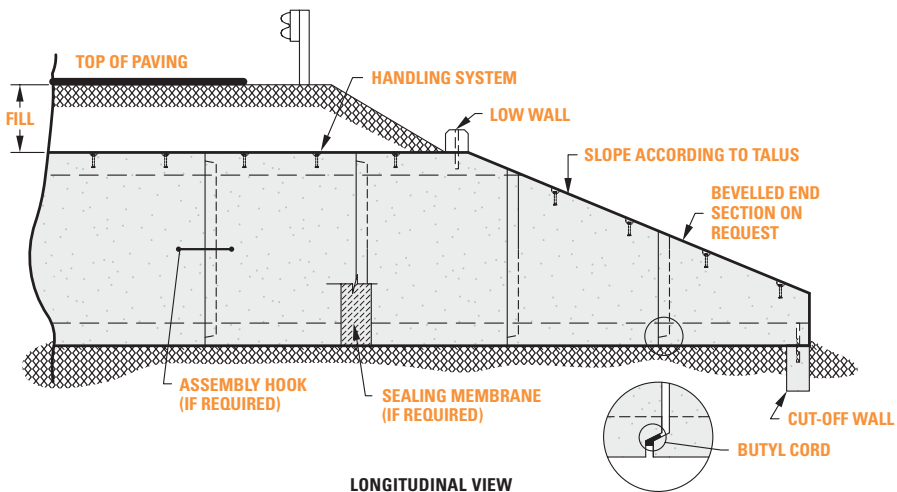 TOP OF PAVING
HANDLING SYSTEM
FILL
LOW WALL
SLOPE ACCORDING TO TALUS
BEVELLED END
SECTION ON
REQUEST
ASSEMBLY HOOK
(IF REQUIRED)
SEALING MEMBRANE
(IF REQUIRED)
CUT-OFF WALL
BUTYL CORD
LONGITUDINAL VIEW